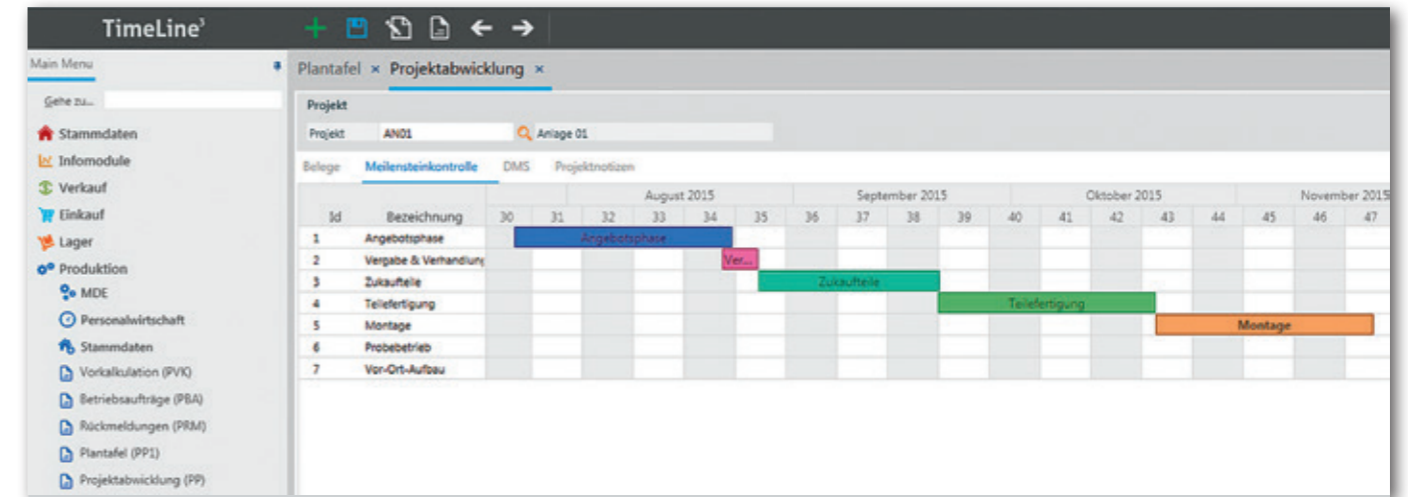 TimeLine³
Main Menu
Plantafel × Projektabwicklung ×
Gehe zu...
Projekt
Projekt AN01 Anlage 01
Stammdaten
Infomodule
Verkauf
Einkauf
Lager
Produktion
MDE
Personalwirtschaft
Stammdaten
Vorkalkulation (PVK)
Betriebsaufträge (PBA)
Rückmeldungen (PRM)
Plantafel (PP1)
Projektabwicklung (PP)
Belege Meilensteinkontrolle DMS Projektnotizen
August 2015 September 2015 Oktober 2015 November 2015
Id Bezeichnung 30 31 32 33 34 35 36 37 38 39 40 41 42 43 44 45 46 47
1 Angebotsphase Angebotsphase
2 Vergabe & Verhandlung Ver...
3 Zukaufteile Zukaufteile
4 Teilefertigung Teilefertigung
5 Montage Montage
6 Probebetrieb
7 Vor-Ort-Aufbau